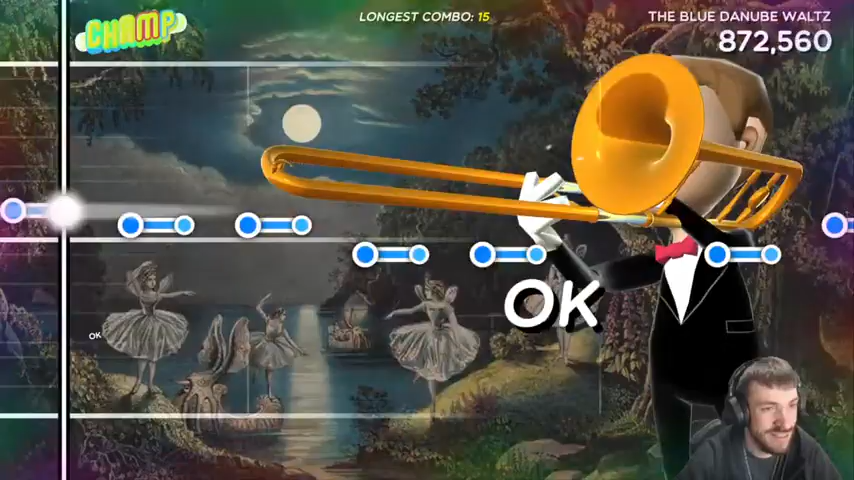 CHAMP
LONGEST COMBO: 15
THE BLUE DANUBE WALTZ
872,560
OK
OK